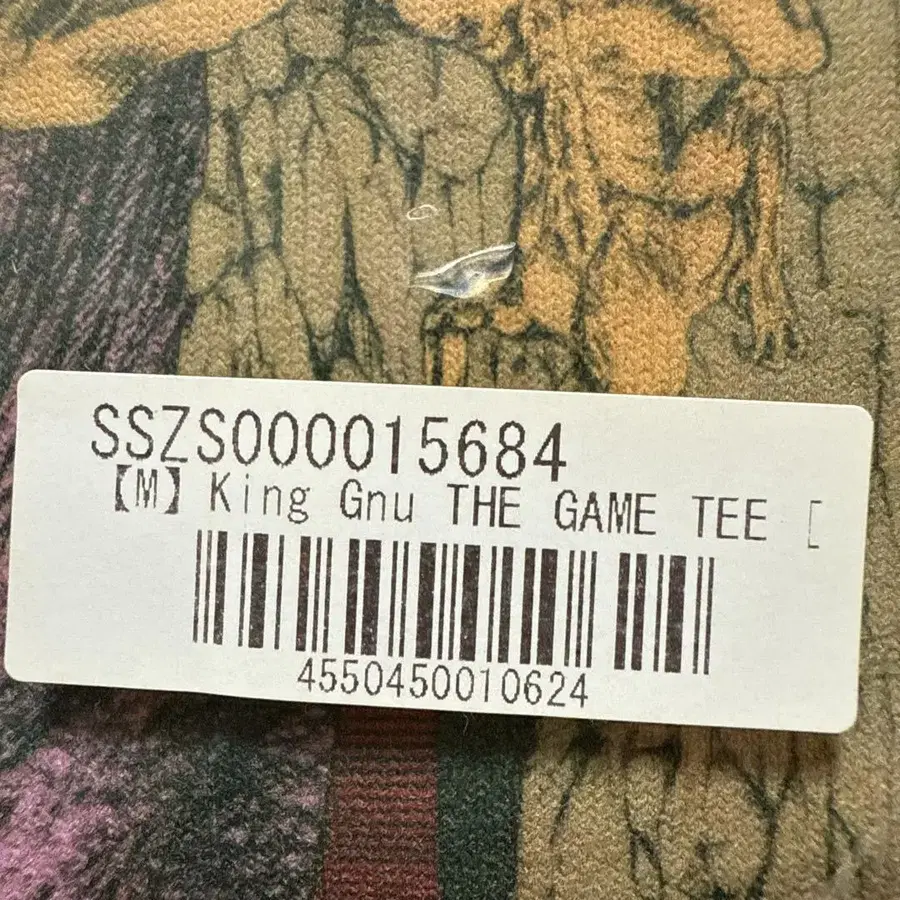 SSZS000015684
【M】 King Gnu THE GAME TEE [
4550450010624